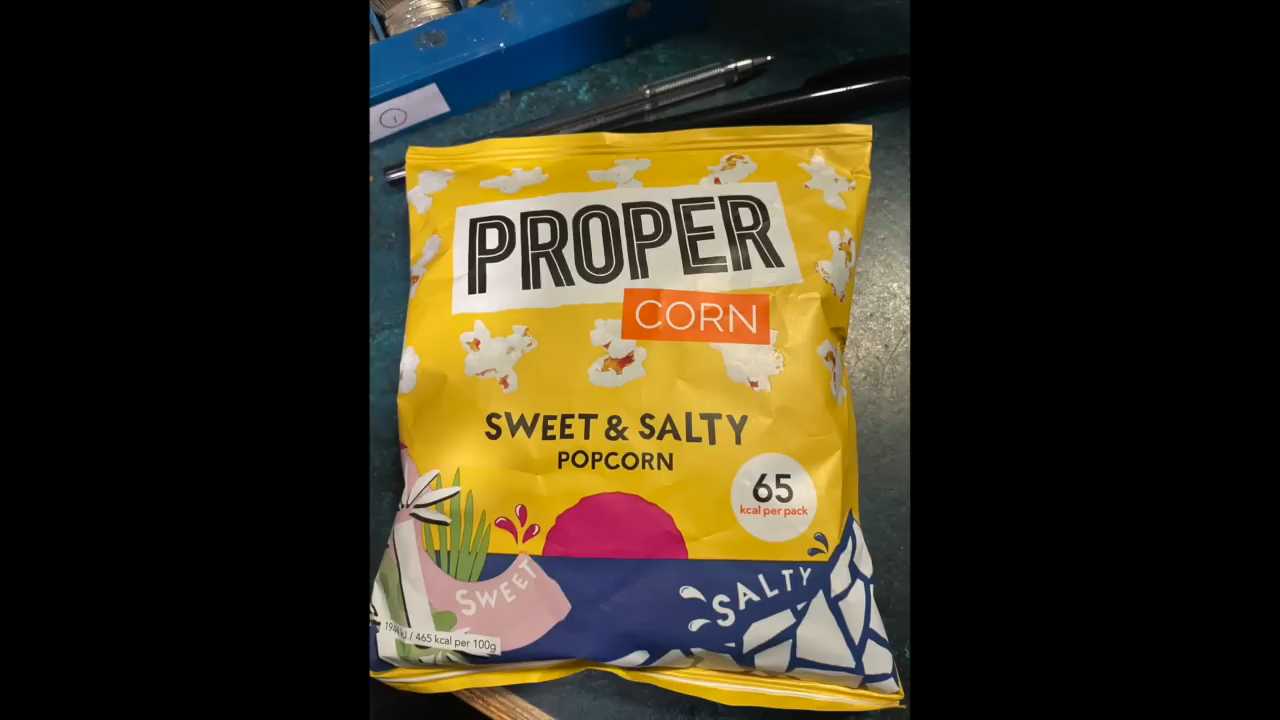 PROPER
CORN
SWEET & SALTY
POPCORN
65
kcal per pack
SWEET
SALTY
/ 465 kcal per 100g